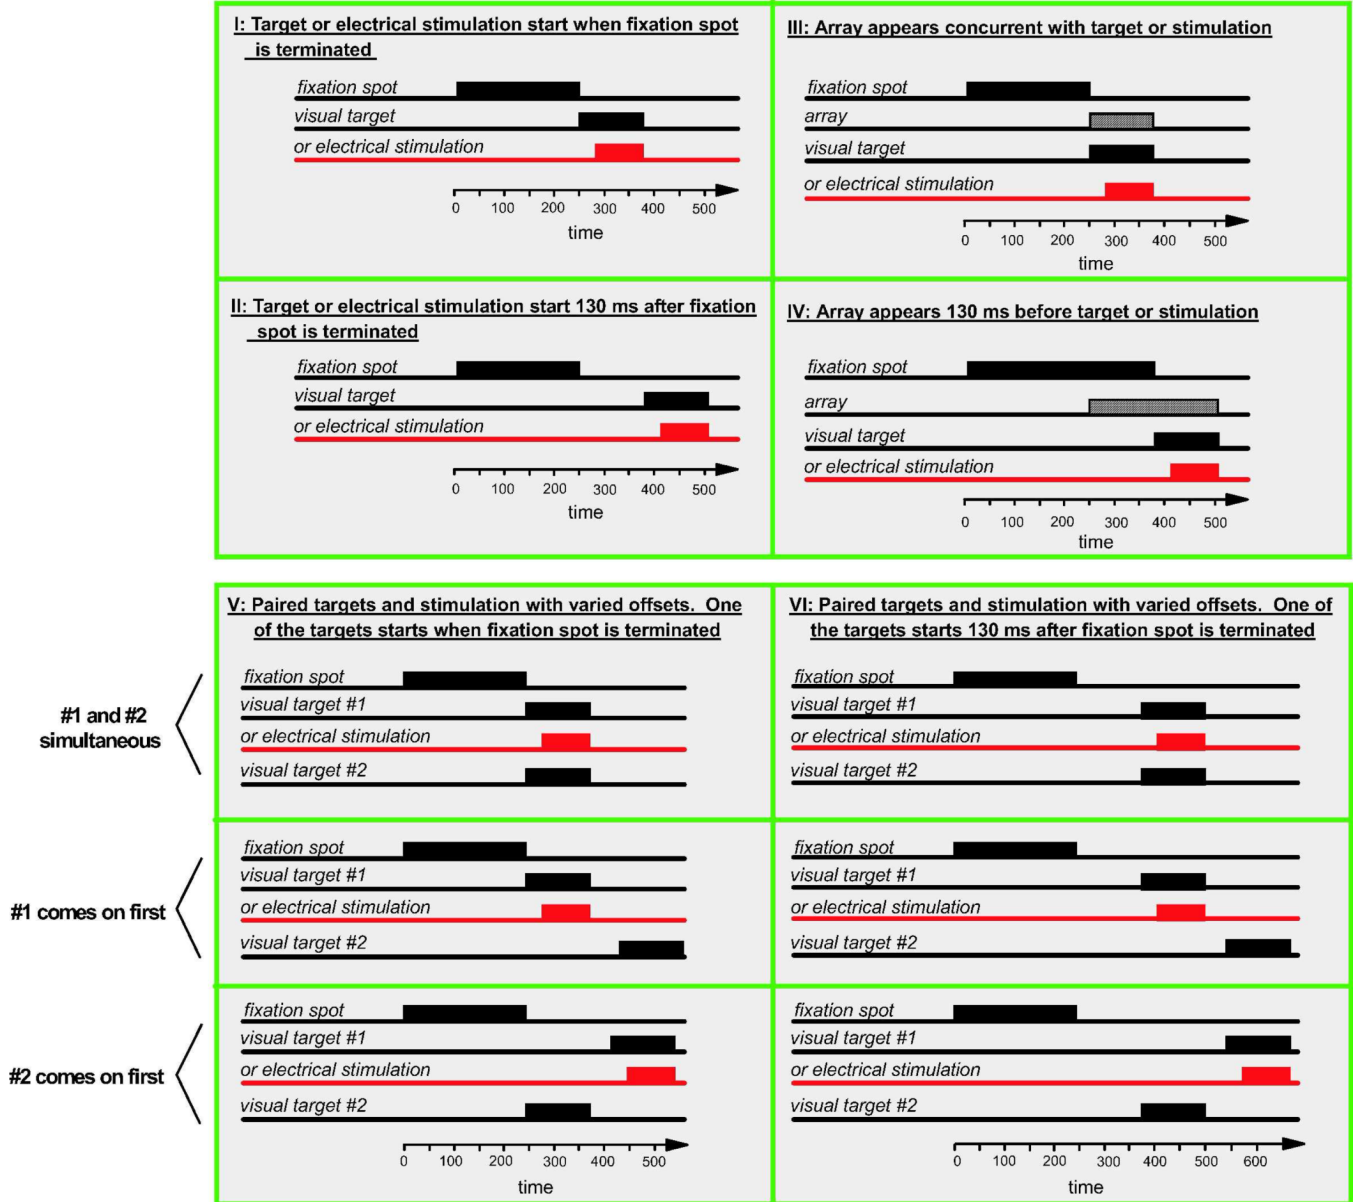 I: Target or electrical stimulation start when fixation spot
is terminated
fixation spot
visual target
or electrical stimulation
0 100 200 300 400 500
time
III: Array appears concurrent with target or stimulation
fixation spot
array
visual target
or electrical stimulation
0 100 200 300 400 500
time
II: Target or electrical stimulation start 130 ms after fixation
spot is terminated
fixation spot
visual target
or electrical stimulation
0 100 200 300 400 500
time
IV: Array appears 130 ms before target or stimulation
fixation spot
array
visual target
or electrical stimulation
0 100 200 300 400 500
time
V: Paired targets and stimulation with varied offsets. One
of the targets starts when fixation spot is terminated
VI: Paired targets and stimulation with varied offsets. One of
the targets starts 130 ms after fixation spot is terminated
#1 and #2
simultaneous
fixation spot
visual target #1
or electrical stimulation
visual target #2
fixation spot
visual target #1
or electrical stimulation
visual target #2
#1 comes on first
fixation spot
visual target #1
or electrical stimulation
visual target #2
fixation spot
visual target #1
or electrical stimulation
visual target #2
#2 comes on first
fixation spot
visual target #1
or electrical stimulation
visual target #2
0 100 200 300 400 500
time
fixation spot
visual target #1
or electrical stimulation
visual target #2
0 100 200 300 400 500 600
time